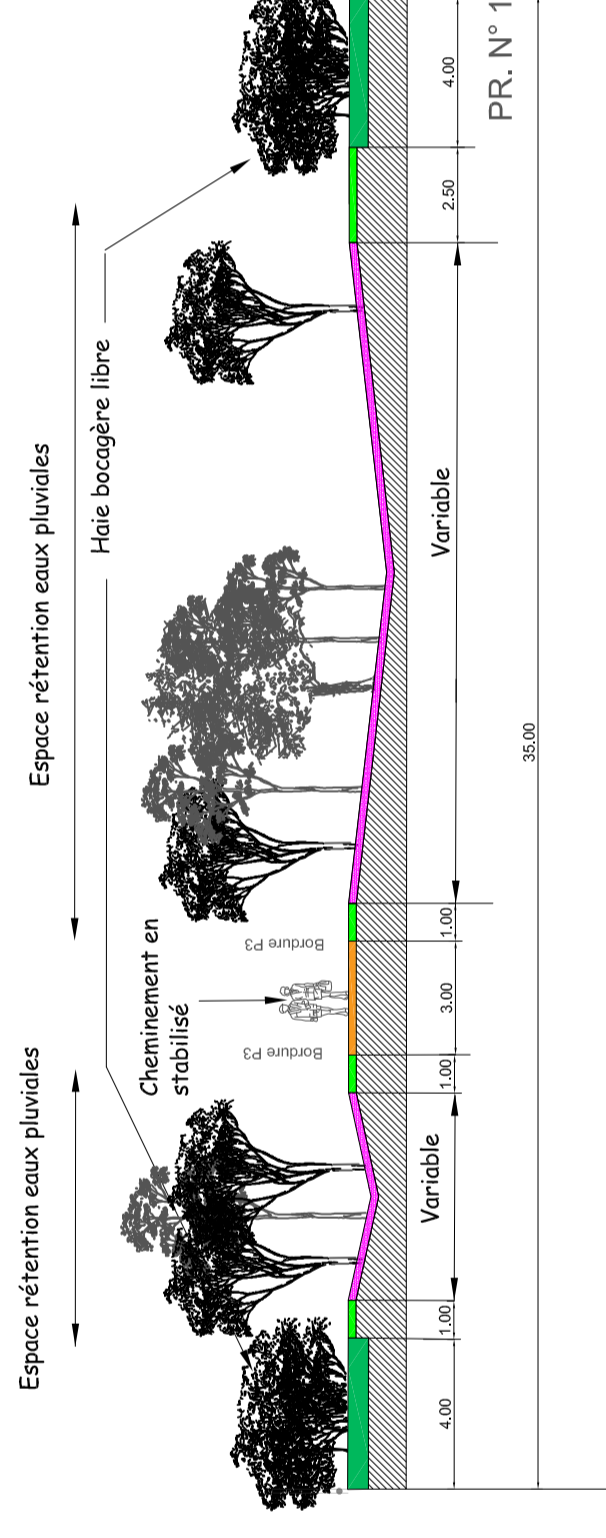 Espace rétention eaux pluviales
Espace rétention eaux pluviales
Haie bocagère libre
Cheminement en
stabilisé
Bordure P3
Bordure P3
Variable
Variable
4.00
1.00
1.00
3.00
1.00
2.50
4.00
PR. N° 1
35.00